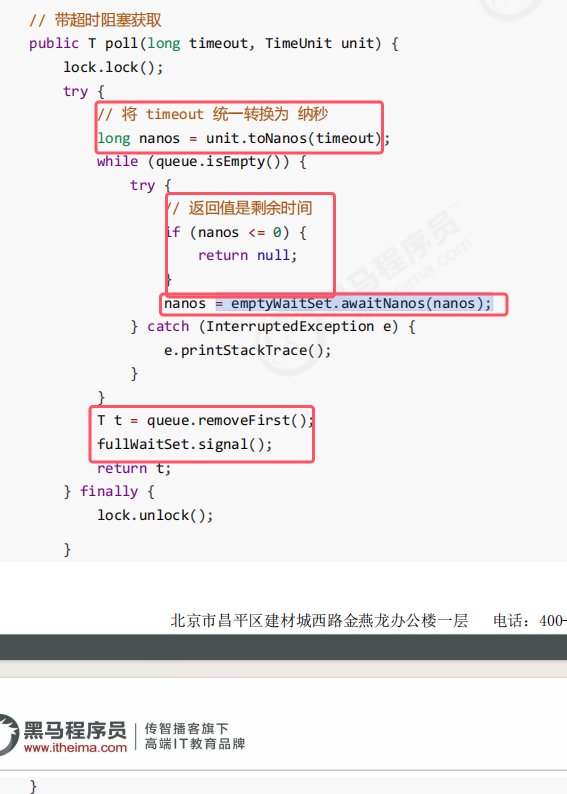 // 带超时阻塞获取
public T poll(long timeout, TimeUnit unit) {
    lock.lock();
    try {
        // 将 timeout 统一转换为 纳秒
        long nanos = unit.toNanos(timeout);
        while (queue.isEmpty()) {
            try {
                // 返回值是剩余时间
                if (nanos <= 0) {
                    return null;
                }
                nanos = emptyWaitSet.awaitNanos(nanos);
            } catch (InterruptedException e) {
                e.printStackTrace();
            }
        }
        T t = queue.removeFirst();
        fullWaitSet.signal();
        return t;
    } finally {
        lock.unlock();
    }
北京市昌平区建材城西路金燕龙办公楼一层 电话：400-
黑马程序员
www.itheima.com
传智播客旗下
高端IT教育品牌
}